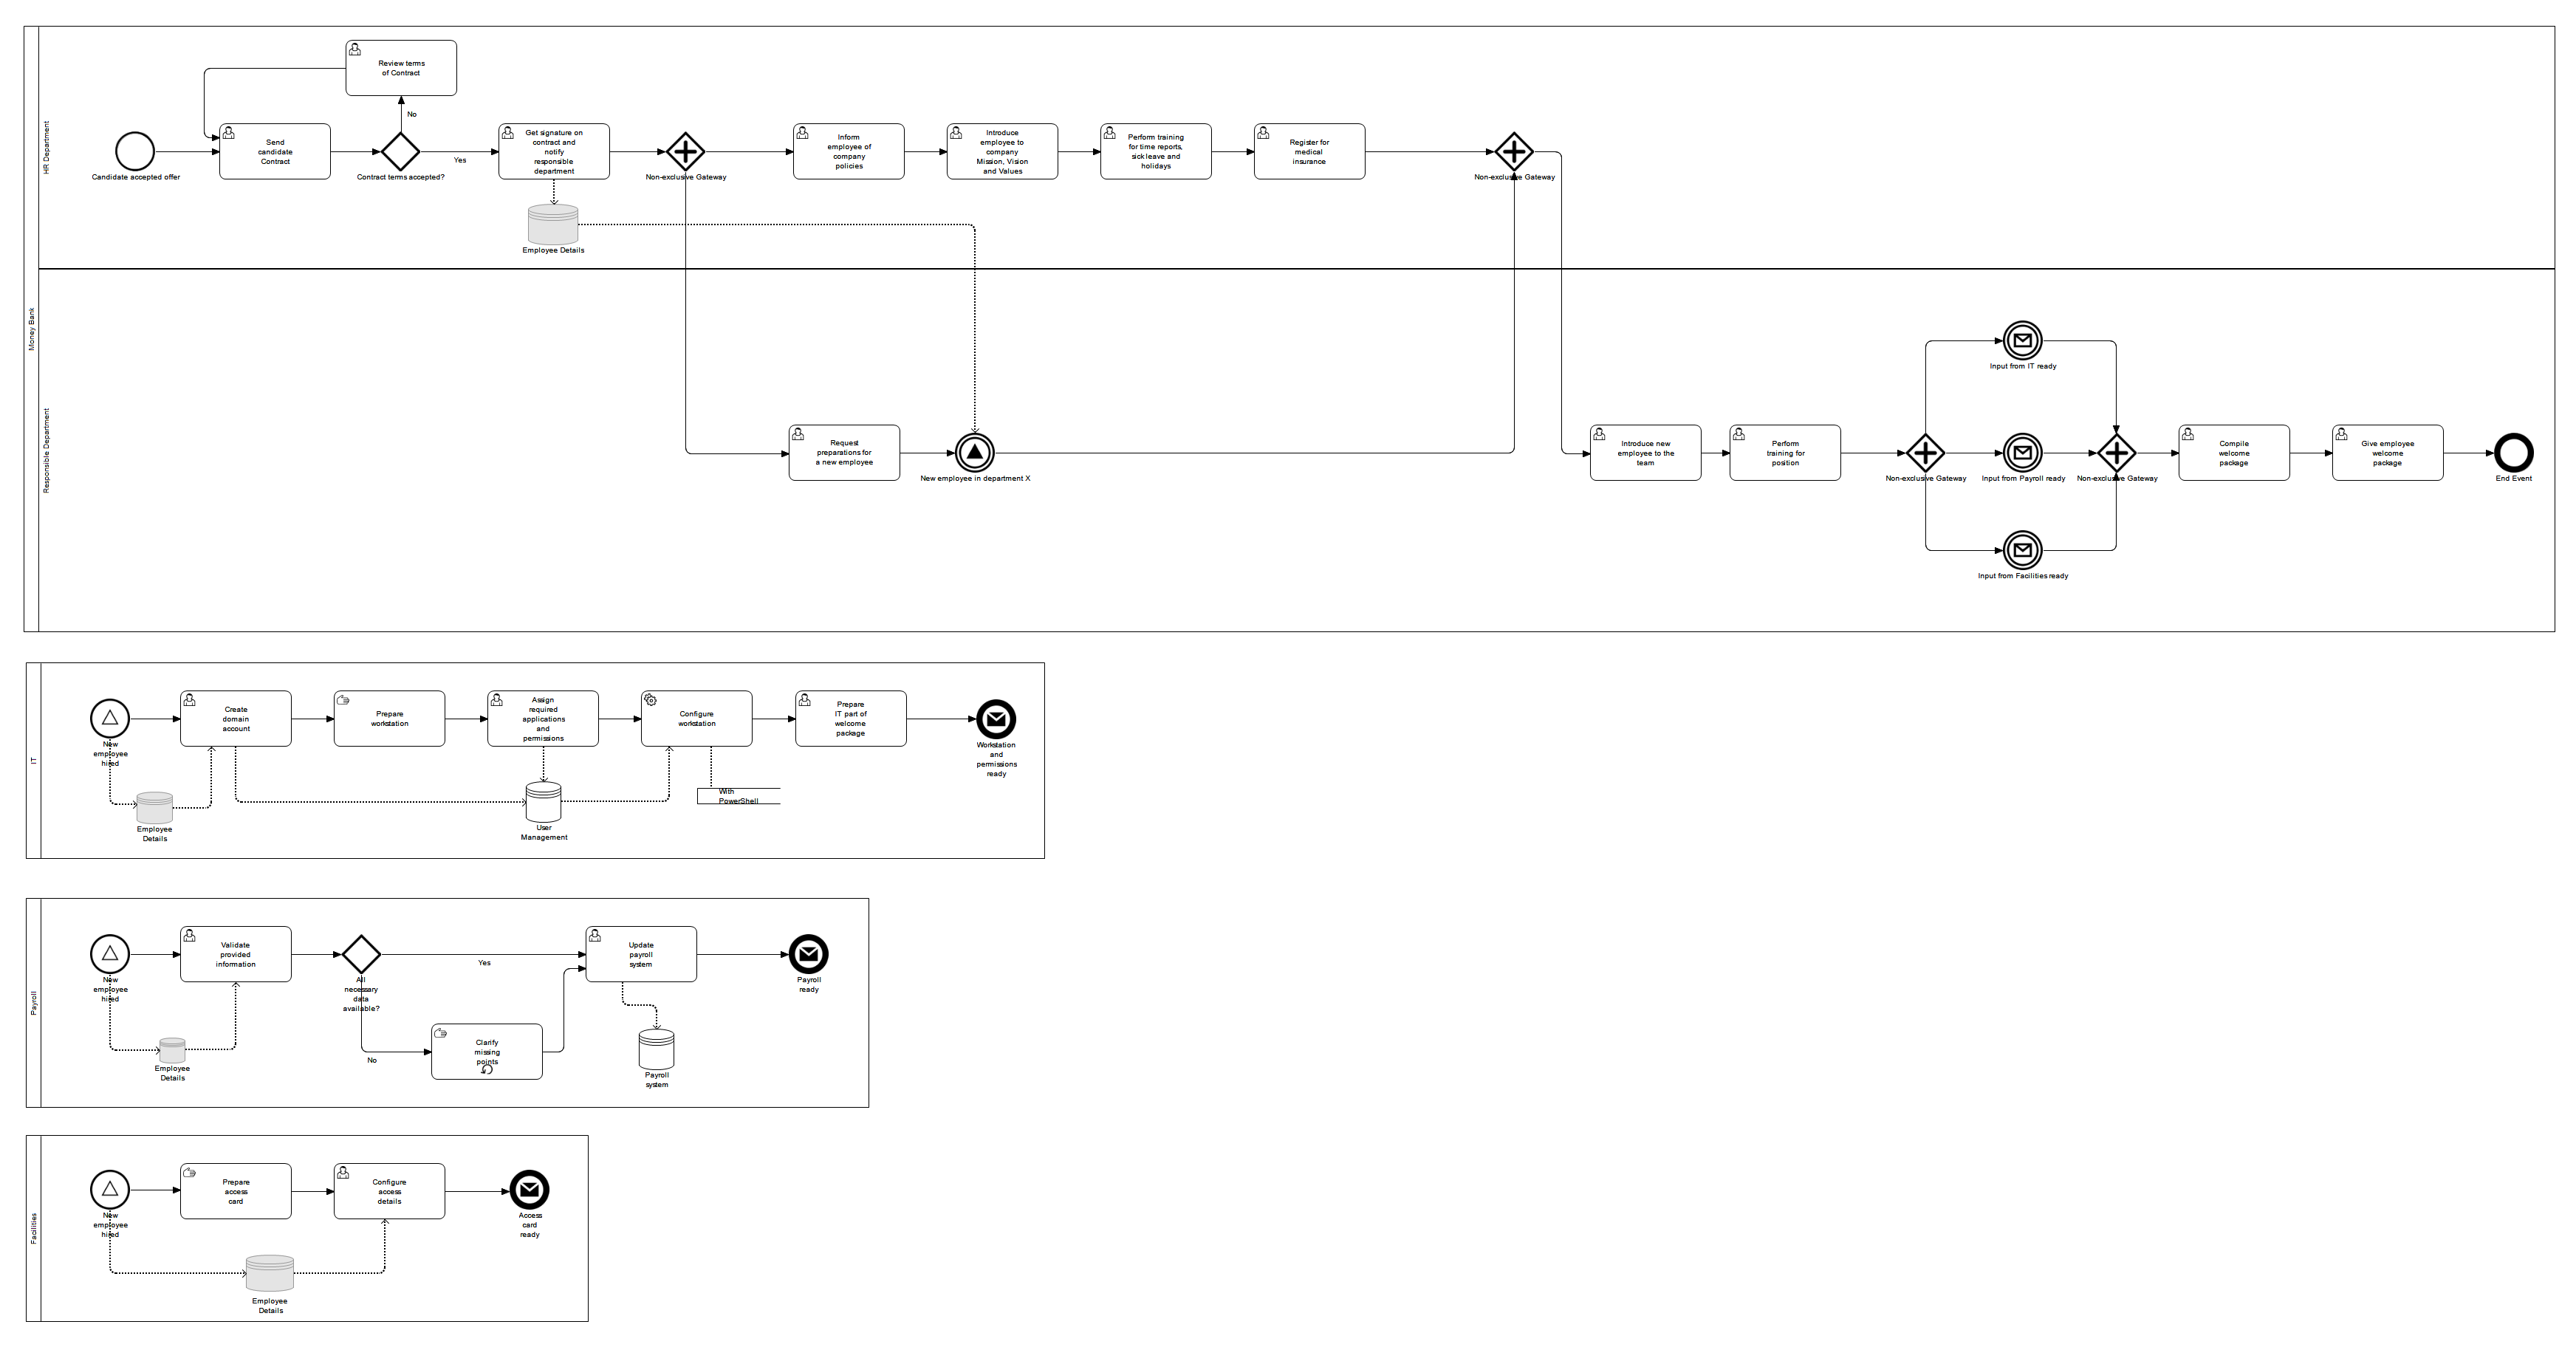 Money Bank
HR Department
Review terms
of Contract
No
Candidate accepted offer
Send
candidate
Contract
Contract terms accepted?
Yes
Get signature on
contract and
notify
responsible
department
Employee Details
Non-exclusive Gateway
Inform
employee of
company
policies
Introduce
employee to
company
Mission, Vision
and Values
Perform training
for time reports,
sick leave and
holidays
Register for
medical
insurance
Non-exclusive Gateway
Responsible Department
Request
preparations for
a new employee
New employee in department X
Introduce new
employee to the
team
Perform
training for
position
Non-exclusive Gateway
Input from IT ready
Input from Payroll ready
Input from Facilities ready
Non-exclusive Gateway
Compile
welcome
package
Give employee
welcome
package
End Event
IT
New
employee
hired
Employee
Details
Create
domain
account
Prepare
workstation
Assign
required
applications
and
permissions
User
Management
Configure
workstation
With
PowerShell
Prepare
IT part of
welcome
package
Workstation
and
permissions
ready
Payroll
New
employee
hired
Employee
Details
Validate
provided
information
All
necessary
data
available?
Yes
No
Clarify
missing
points
Update
payroll
system
Payroll
system
Payroll
ready
Facilities
New
employee
hired
Employee
Details
Prepare
access
card
Configure
access
details
Access
card
ready